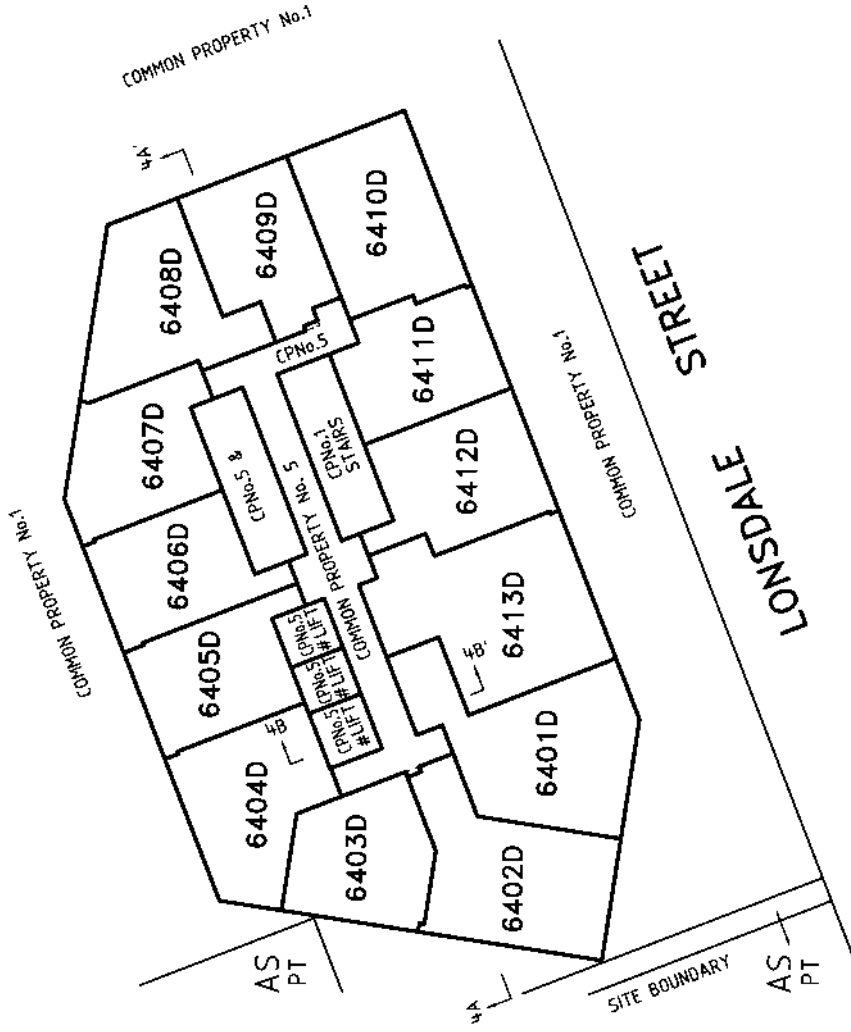 COMMON PROPERTY No.1
4A'
6408D
6409D
6410D
6407D
CPNo.5
6411D
COMMON PROPERTY No.1
STREET
CPNo.5 &
CPNo.1
STAIRS
6412D
COMMON PROPERTY No.1
6406D
COMMON PROPERTY No. 5
LONSDALE
6405D
CPNo.5
#LIFT
CPNo.5
#LIFT
CPNo.5
#LIFT
6413D
4B'
4B
6404D
6401D
6403D
6402D
AS
PT
SITE BOUNDARY
AS
PT
4A